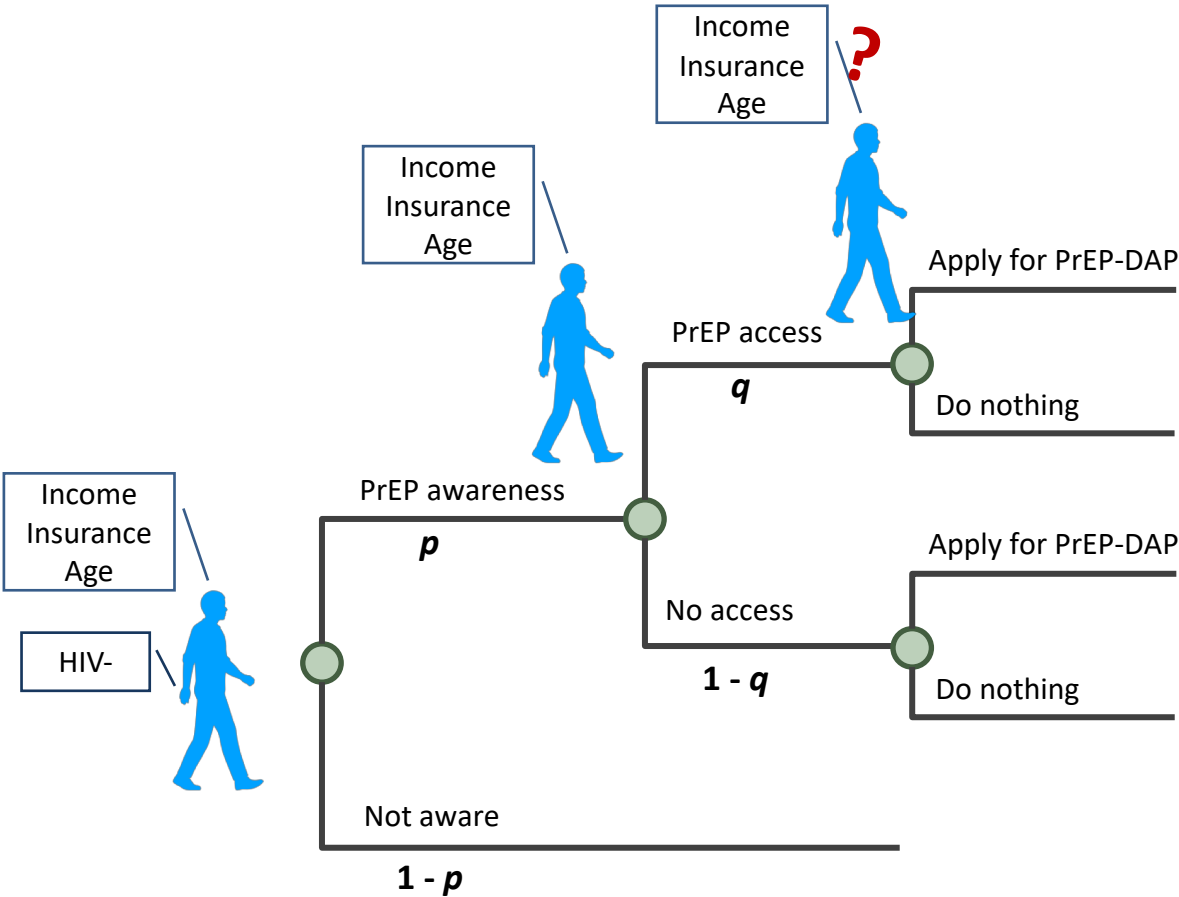 Income
Insurance
Age
?
Income
Insurance
Age
Apply for PrEP-DAP
PrEP access
q
Do nothing
Income
Insurance
Age
PrEP awareness
p
Apply for PrEP-DAP
No access
1 - q
HIV-
Do nothing
Not aware
1 - p